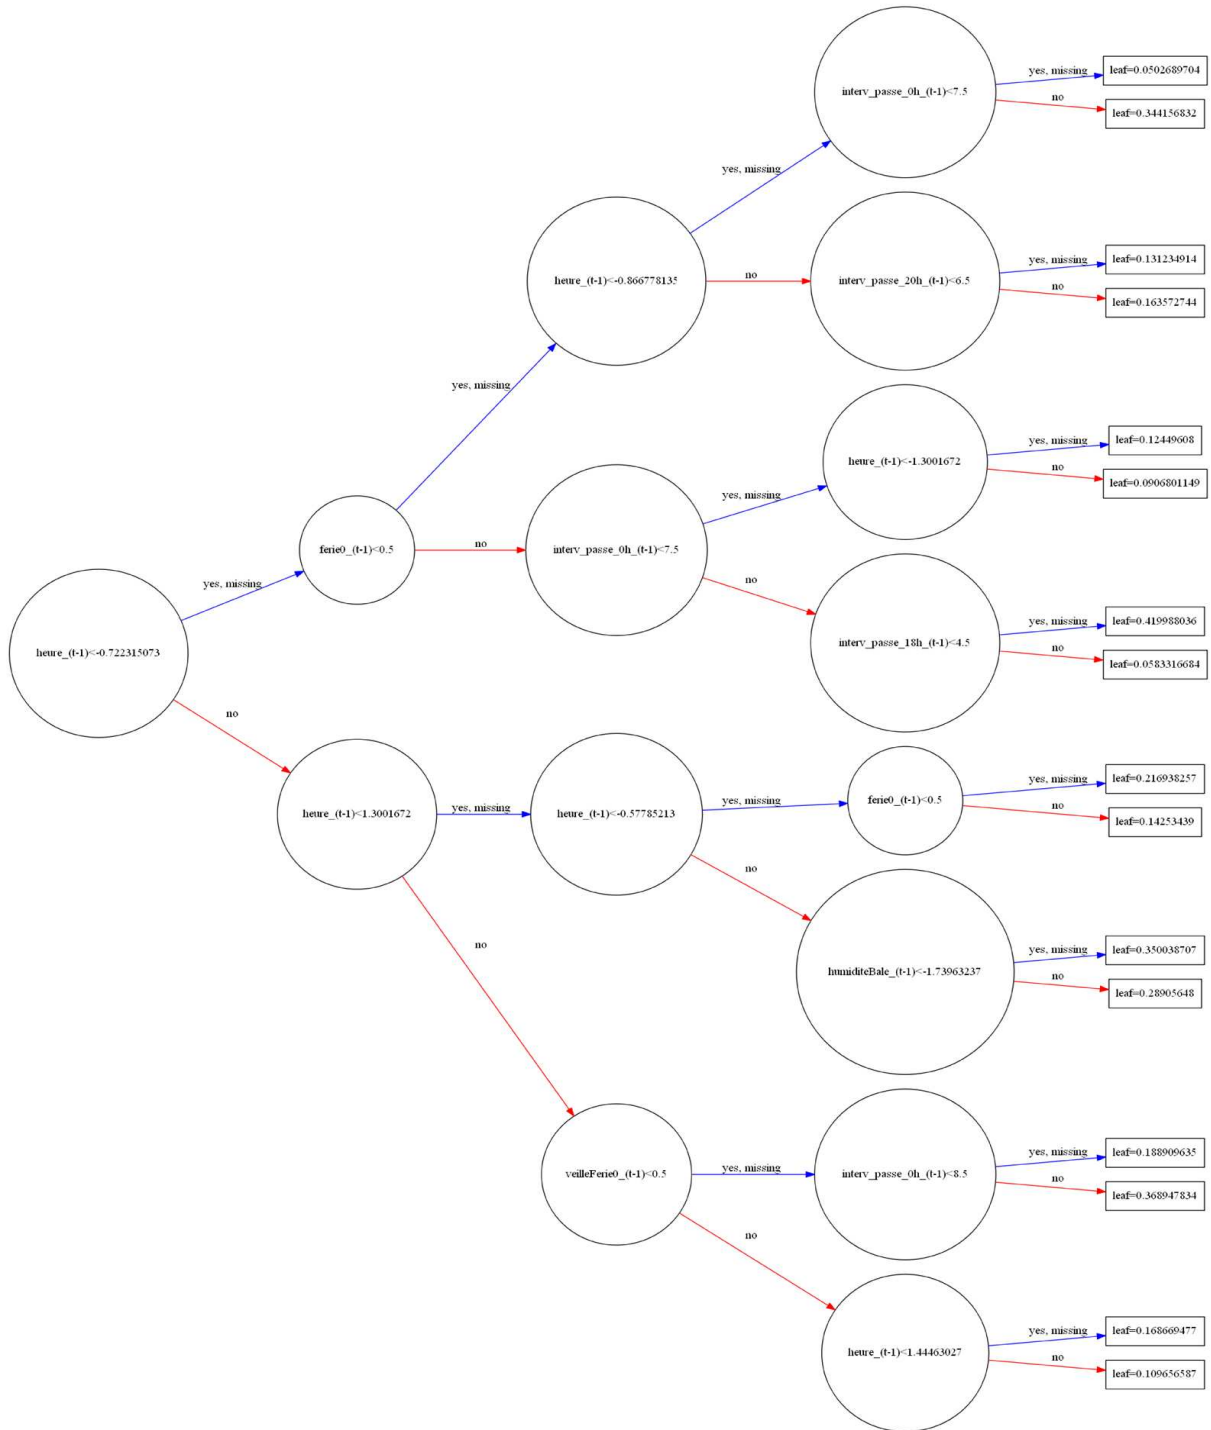 yes, missing
leaf=0.0502689704
interv_passe_0h_(t-1)<7.5
no
leaf=0.344156832
yes, missing
yes, missing
leaf=0.131234914
heure_(t-1)<-0.866778135
no
interv_passe_20h_(t-1)<6.5
no
leaf=0.163572744
yes, missing
yes, missing
leaf=0.12449608
heure_(t-1)<-1.3001672
no
leaf=0.0906801149
yes, missing
ferie0_(t-1)<0.5
no
interv_passe_0h_(t-1)<7.5
no
yes, missing
yes, missing
leaf=0.419988036
interv_passe_18h_(t-1)<4.5
no
leaf=0.0583316684
heure_(t-1)<-0.722315073
no
yes, missing
leaf=0.216938257
yes, missing
ferie0_(t-1)<0.5
no
leaf=0.14253439
heure_(t-1)<1.3001672
yes, missing
heure_(t-1)<-0.57785213
no
no
yes, missing
leaf=0.350038707
humiditeBale_(t-1)<-1.73963237
no
leaf=0.28905648
yes, missing
leaf=0.188909635
veilleFerie0_(t-1)<0.5
yes, missing
interv_passe_0h_(t-1)<8.5
no
leaf=0.368947834
no
yes, missing
leaf=0.168669477
heure_(t-1)<1.44463027
no
leaf=0.109656587